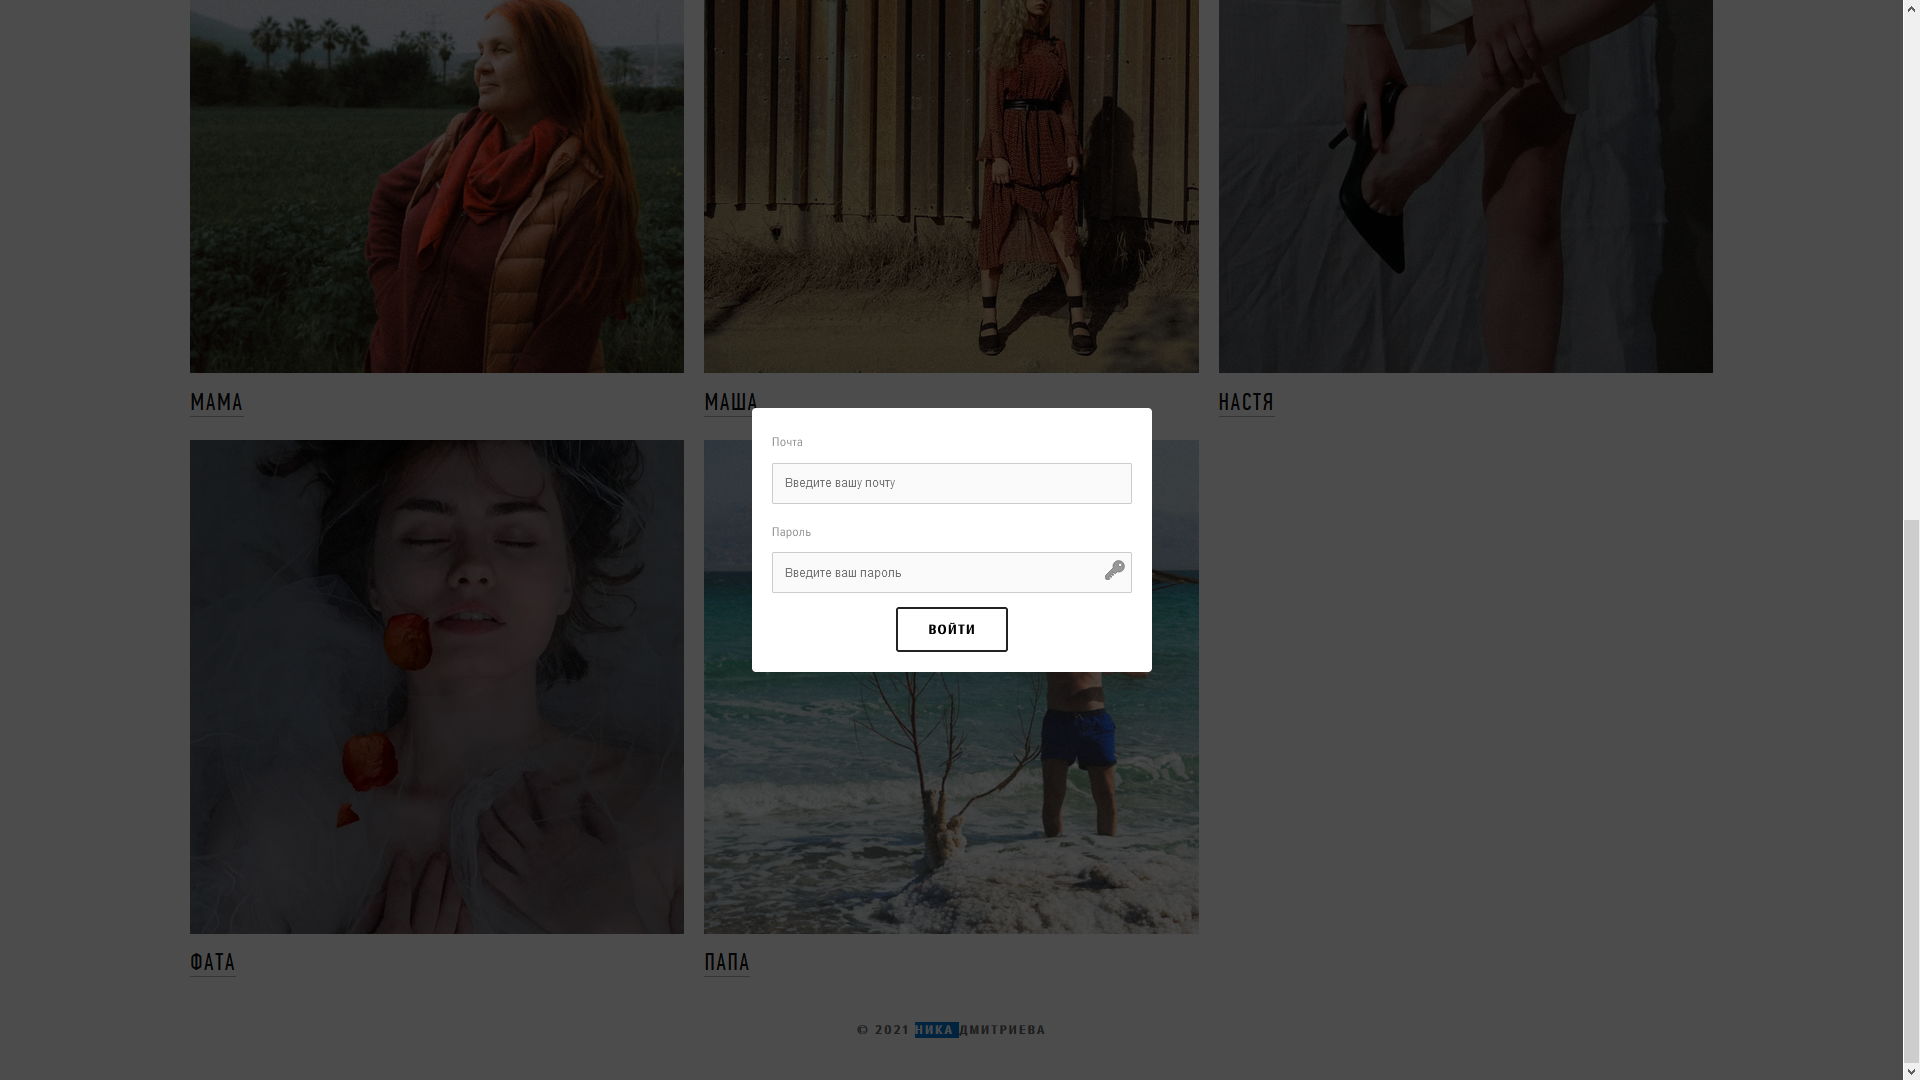 МАМА
МАША
НАСТЯ
Почта
Введите вашу почту
Пароль
Введите ваш пароль
ВОЙТИ
ФАТА
ПАПА
© 2021 НИКА ДМИТРИЕВА